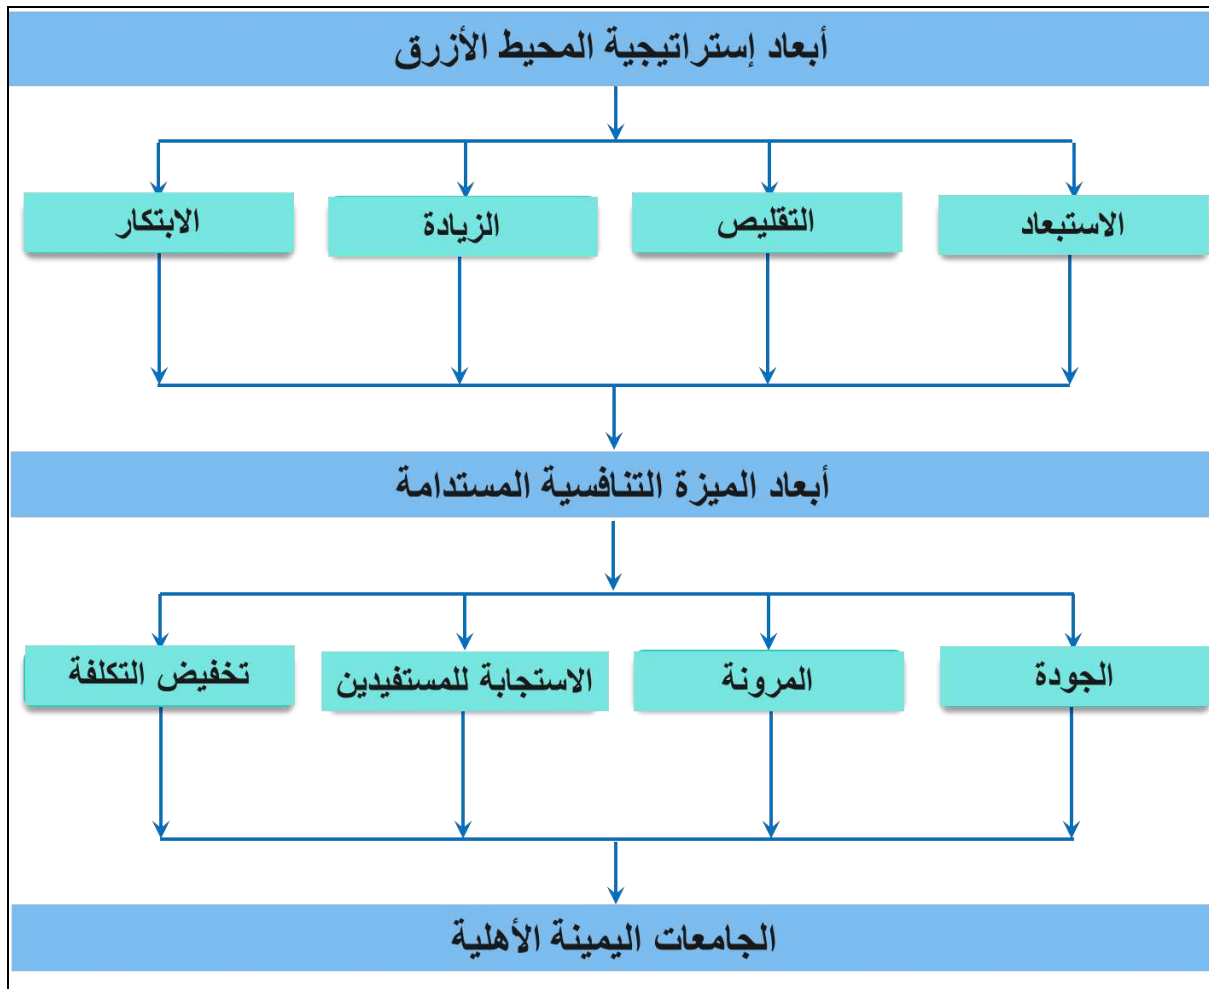 أبعاد إستراتيجية المحيط الأزرق
الاستبعاد
التقليص
الزيادة
الابتكار
أبعاد الميزة التنافسية المستدامة
الجودة
المرونة
الاستجابة للمستفيدين
تخفيض التكلفة
الجامعات اليمينة الأهلية